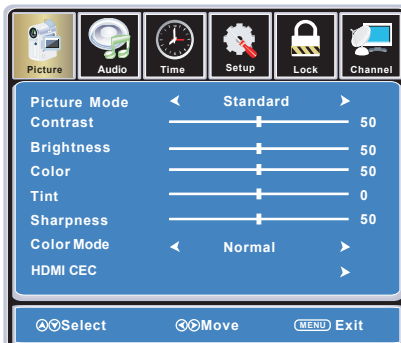 Picture Audio Time Setup Lock Channel
Picture Mode Standard
Contrast 50
Brightness 50
Color 50
Tint 0
Sharpness 50
Color Mode Normal
HDMI CEC
Select Move MENU Exit